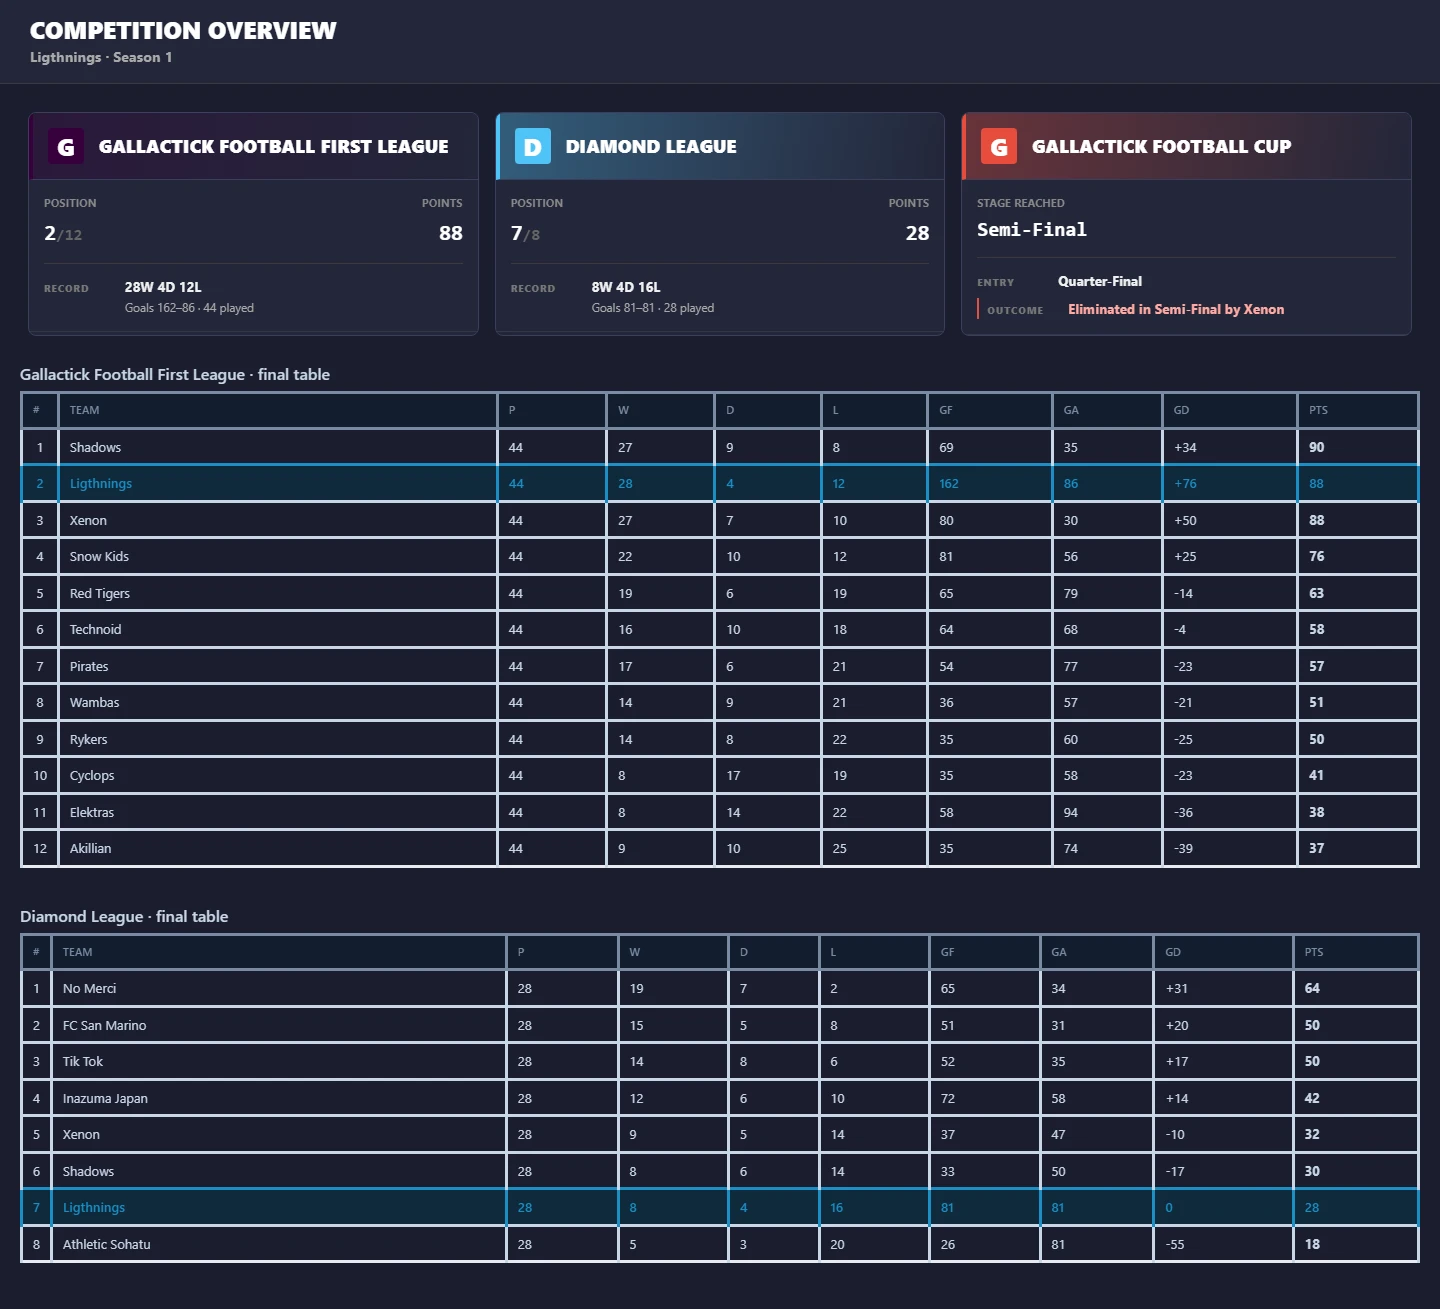 COMPETITION OVERVIEW
Ligthnings · Season 1
G GALLACTICK FOOTBALL FIRST LEAGUE
POSITION POINTS
2/12 88
RECORD 28W 4D 12L
Goals 162–86 · 44 played
D DIAMOND LEAGUE
POSITION POINTS
7/8 28
RECORD 8W 4D 16L
Goals 81–81 · 28 played
G GALLACTICK FOOTBALL CUP
STAGE REACHED
Semi-Final
ENTRY Quarter-Final
OUTCOME Eliminated in Semi-Final by Xenon
Gallactick Football First League · final table
# TEAM P W D L GF GA GD PTS
1 Shadows 44 27 9 8 69 35 +34 90
2 Ligthnings 44 28 4 12 162 86 +76 88
3 Xenon 44 27 7 10 80 30 +50 88
4 Snow Kids 44 22 10 12 81 56 +25 76
5 Red Tigers 44 19 6 19 65 79 -14 63
6 Technoid 44 16 10 18 64 68 -4 58
7 Pirates 44 17 6 21 54 77 -23 57
8 Wambas 44 14 9 21 36 57 -21 51
9 Rykers 44 14 8 22 35 60 -25 50
10 Cyclops 44 8 17 19 35 58 -23 41
11 Elektras 44 8 14 22 58 94 -36 38
12 Akillian 44 9 10 25 35 74 -39 37
Diamond League · final table
# TEAM P W D L GF GA GD PTS
1 No Merci 28 19 7 2 65 34 +31 64
2 FC San Marino 28 15 5 8 51 31 +20 50
3 Tik Tok 28 14 8 6 52 35 +17 50
4 Inazuma Japan 28 12 6 10 72 58 +14 42
5 Xenon 28 9 5 14 37 47 -10 32
6 Shadows 28 8 6 14 33 50 -17 30
7 Ligthnings 28 8 4 16 81 81 0 28
8 Athletic Sohatu 28 5 3 20 26 81 -55 18